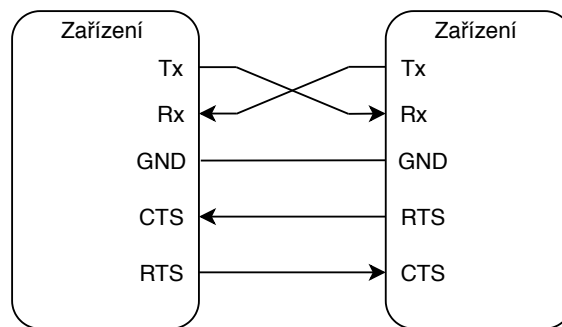 Zařízení
Tx
Rx
GND
CTS
RTS
Zařízení
Tx
Rx
GND
RTS
CTS